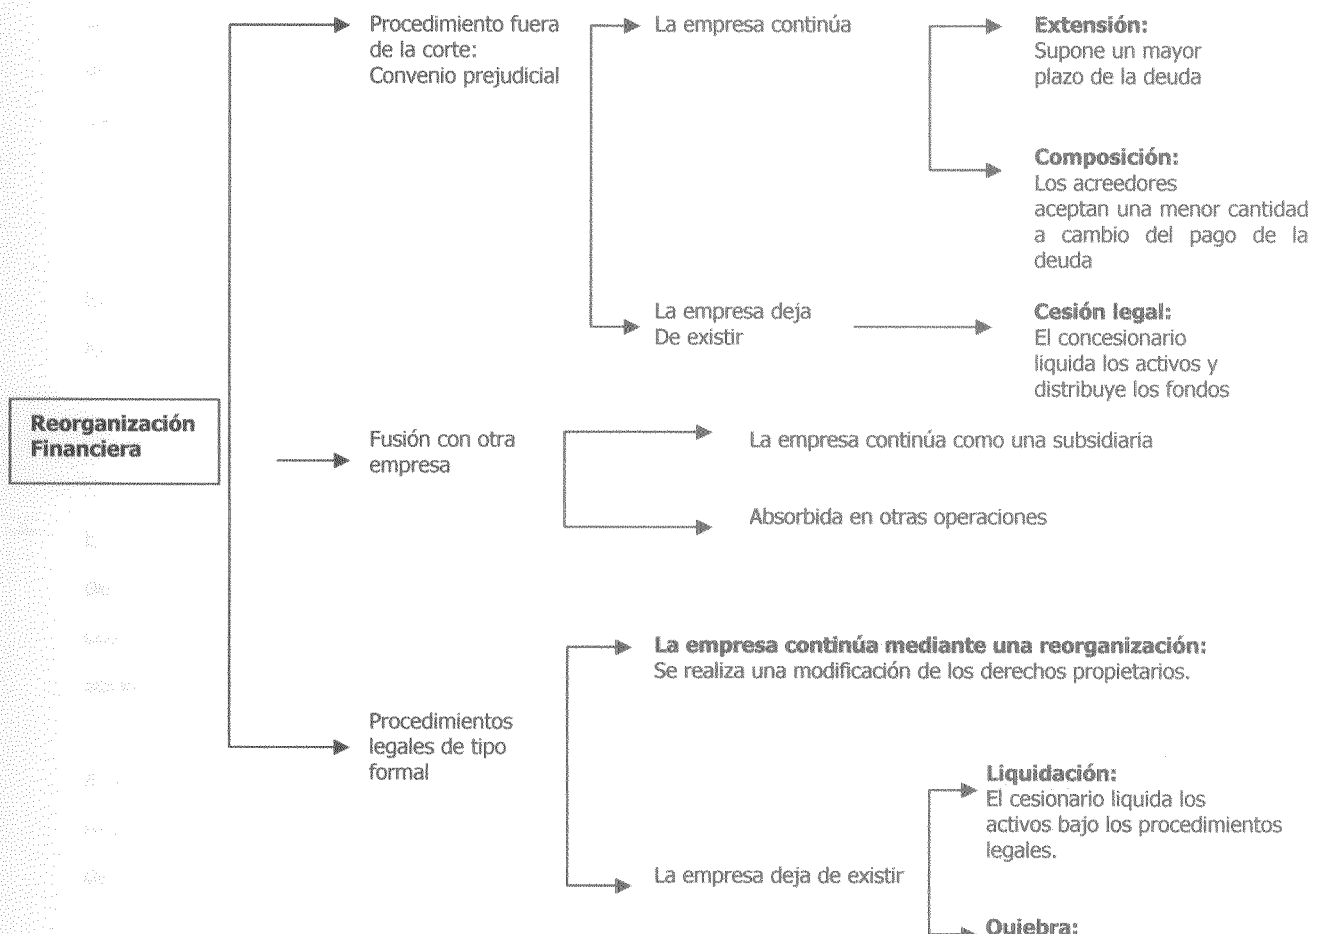 Procedimiento fuera
de la corte:
Convenio prejudicial
La empresa continúa
Extensión:
Supone un mayor
plazo de la deuda
Composición:
Los acreedores
aceptan una menor cantidad
a cambio del pago de la
deuda
La empresa deja
De existir
Cesión legal:
El concesionario
liquida los activos y
distribuye los fondos
Reorganización
Financiera
Fusión con otra
empresa
La empresa continúa como una subsidiaria
Absorbida en otras operaciones
Procedimientos
legales de tipo
formal
La empresa continúa mediante una reorganización:
Se realiza una modificación de los derechos propietarios.
La empresa deja de existir
Liquidación:
El cesionario liquida los
activos bajo los procedimientos
legales.
Quiebra: